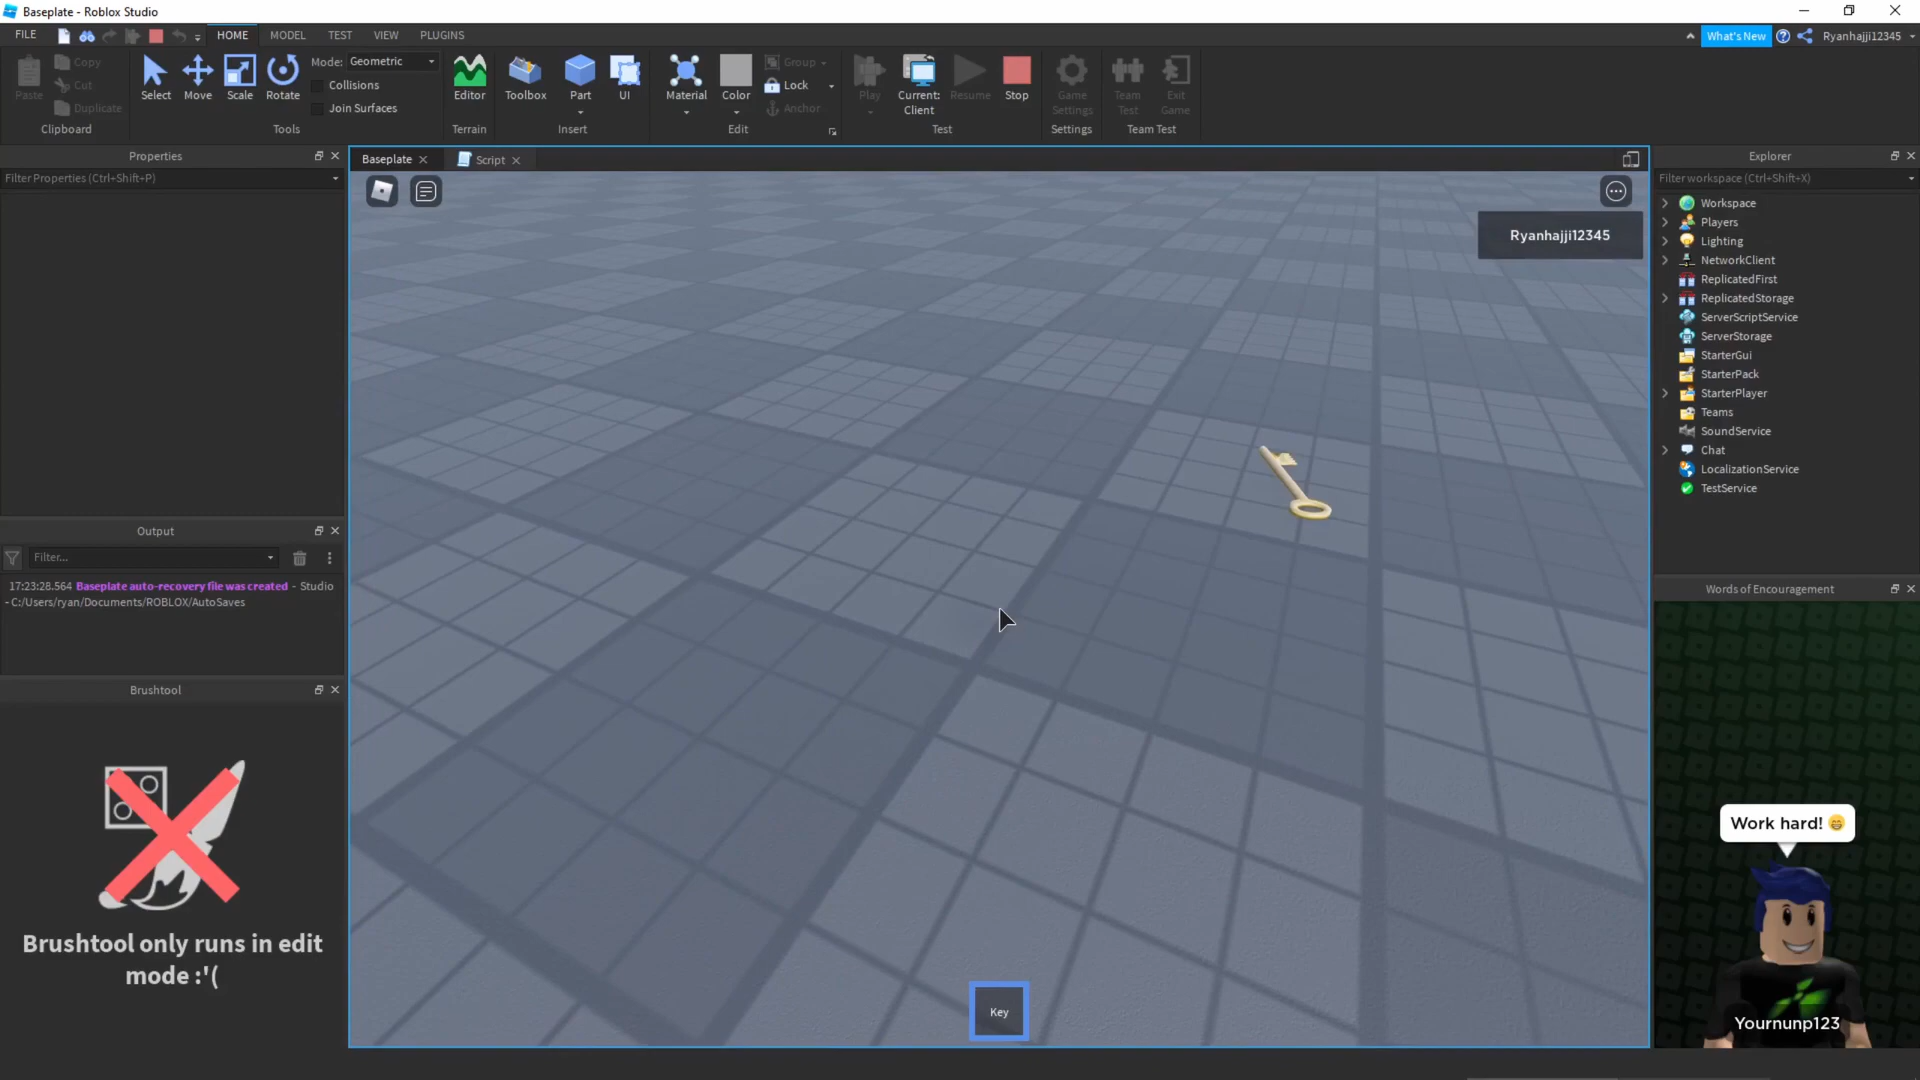 Baseplate - Roblox Studio
FILE
HOME
MODEL
TEST
VIEW
PLUGINS
What's New
Ryanhajji12345
Paste
Copy
Cut
Duplicate
Clipboard
Select
Move
Scale
Rotate
Mode:
Geometric
Collisions
Join Surfaces
Tools
Editor
Terrain
Toolbox
Part
UI
Insert
Material
Color
Group
Lock
Anchor
Edit
Play
Current:
Client
Resume
Stop
Test
Game
Settings
Settings
Team
Test
Exit
Game
Team Test
Properties
Filter Properties (Ctrl+Shift+P)
Output
Filter...
17:23:28.564 Baseplate auto-recovery file was created - Studio
- C:/Users/ryan/Documents/ROBLOX/AutoSaves
Brushtool
Brushtool only runs in edit
mode :'(
Baseplate
Script
Ryanhajji12345
Key
Explorer
Filter workspace (Ctrl+Shift+X)
Workspace
Players
Lighting
NetworkClient
ReplicatedFirst
ReplicatedStorage
ServerScriptService
ServerStorage
StarterGui
StarterPack
StarterPlayer
Teams
SoundService
Chat
LocalizationService
TestService
Words of Encouragement
Work hard! 😁
Yournunp123